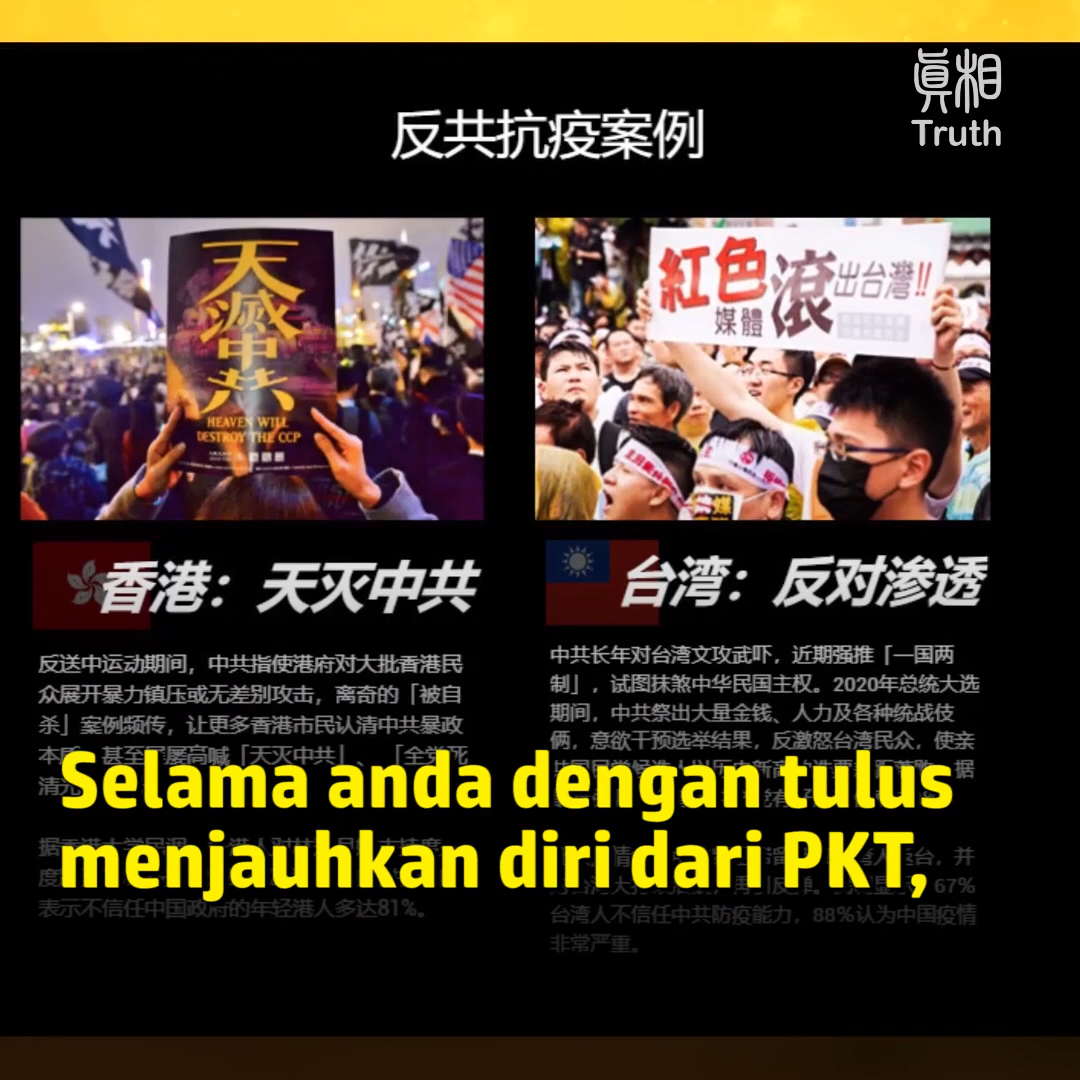 眞相
Truth
反共抗疫案例
天
滅
中
共
HEAVEN WILL
DESTROY THE CCP
紅色
媒體
滾
出台灣!!
香港：天灭中共
反送中运动期间，中共指使港府对大批香港民
众展开暴力镇压或无差别攻击，离奇的「被自
杀」案例频传，让更多香港市民认清中共暴政
表示不信任中国政府的年轻港人多达81%。
台湾：反对渗透
中共长年对台湾文攻武吓，近期强推「一国两
制」，试图抹煞中华民国主权。2020年总统大选
期间，中共祭出大量金钱、人力及各种统战伎
俩，意欲干预选举结果，反激怒台湾民众，使亲
67%
台湾人不信任中共防疫能力，88%认为中国疫情
非常严重。
Selama anda dengan tulus
menjauhkan diri dari PKT,